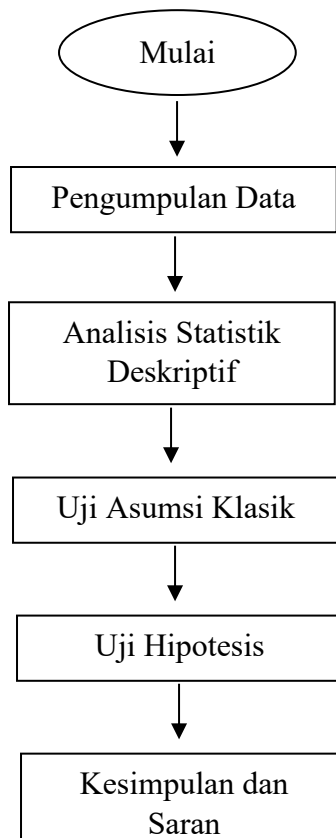 Mulai
Pengumpulan Data
Analisis Statistik
Deskriptif
Uji Asumsi Klasik
Uji Hipotesis
Kesimpulan dan
Saran